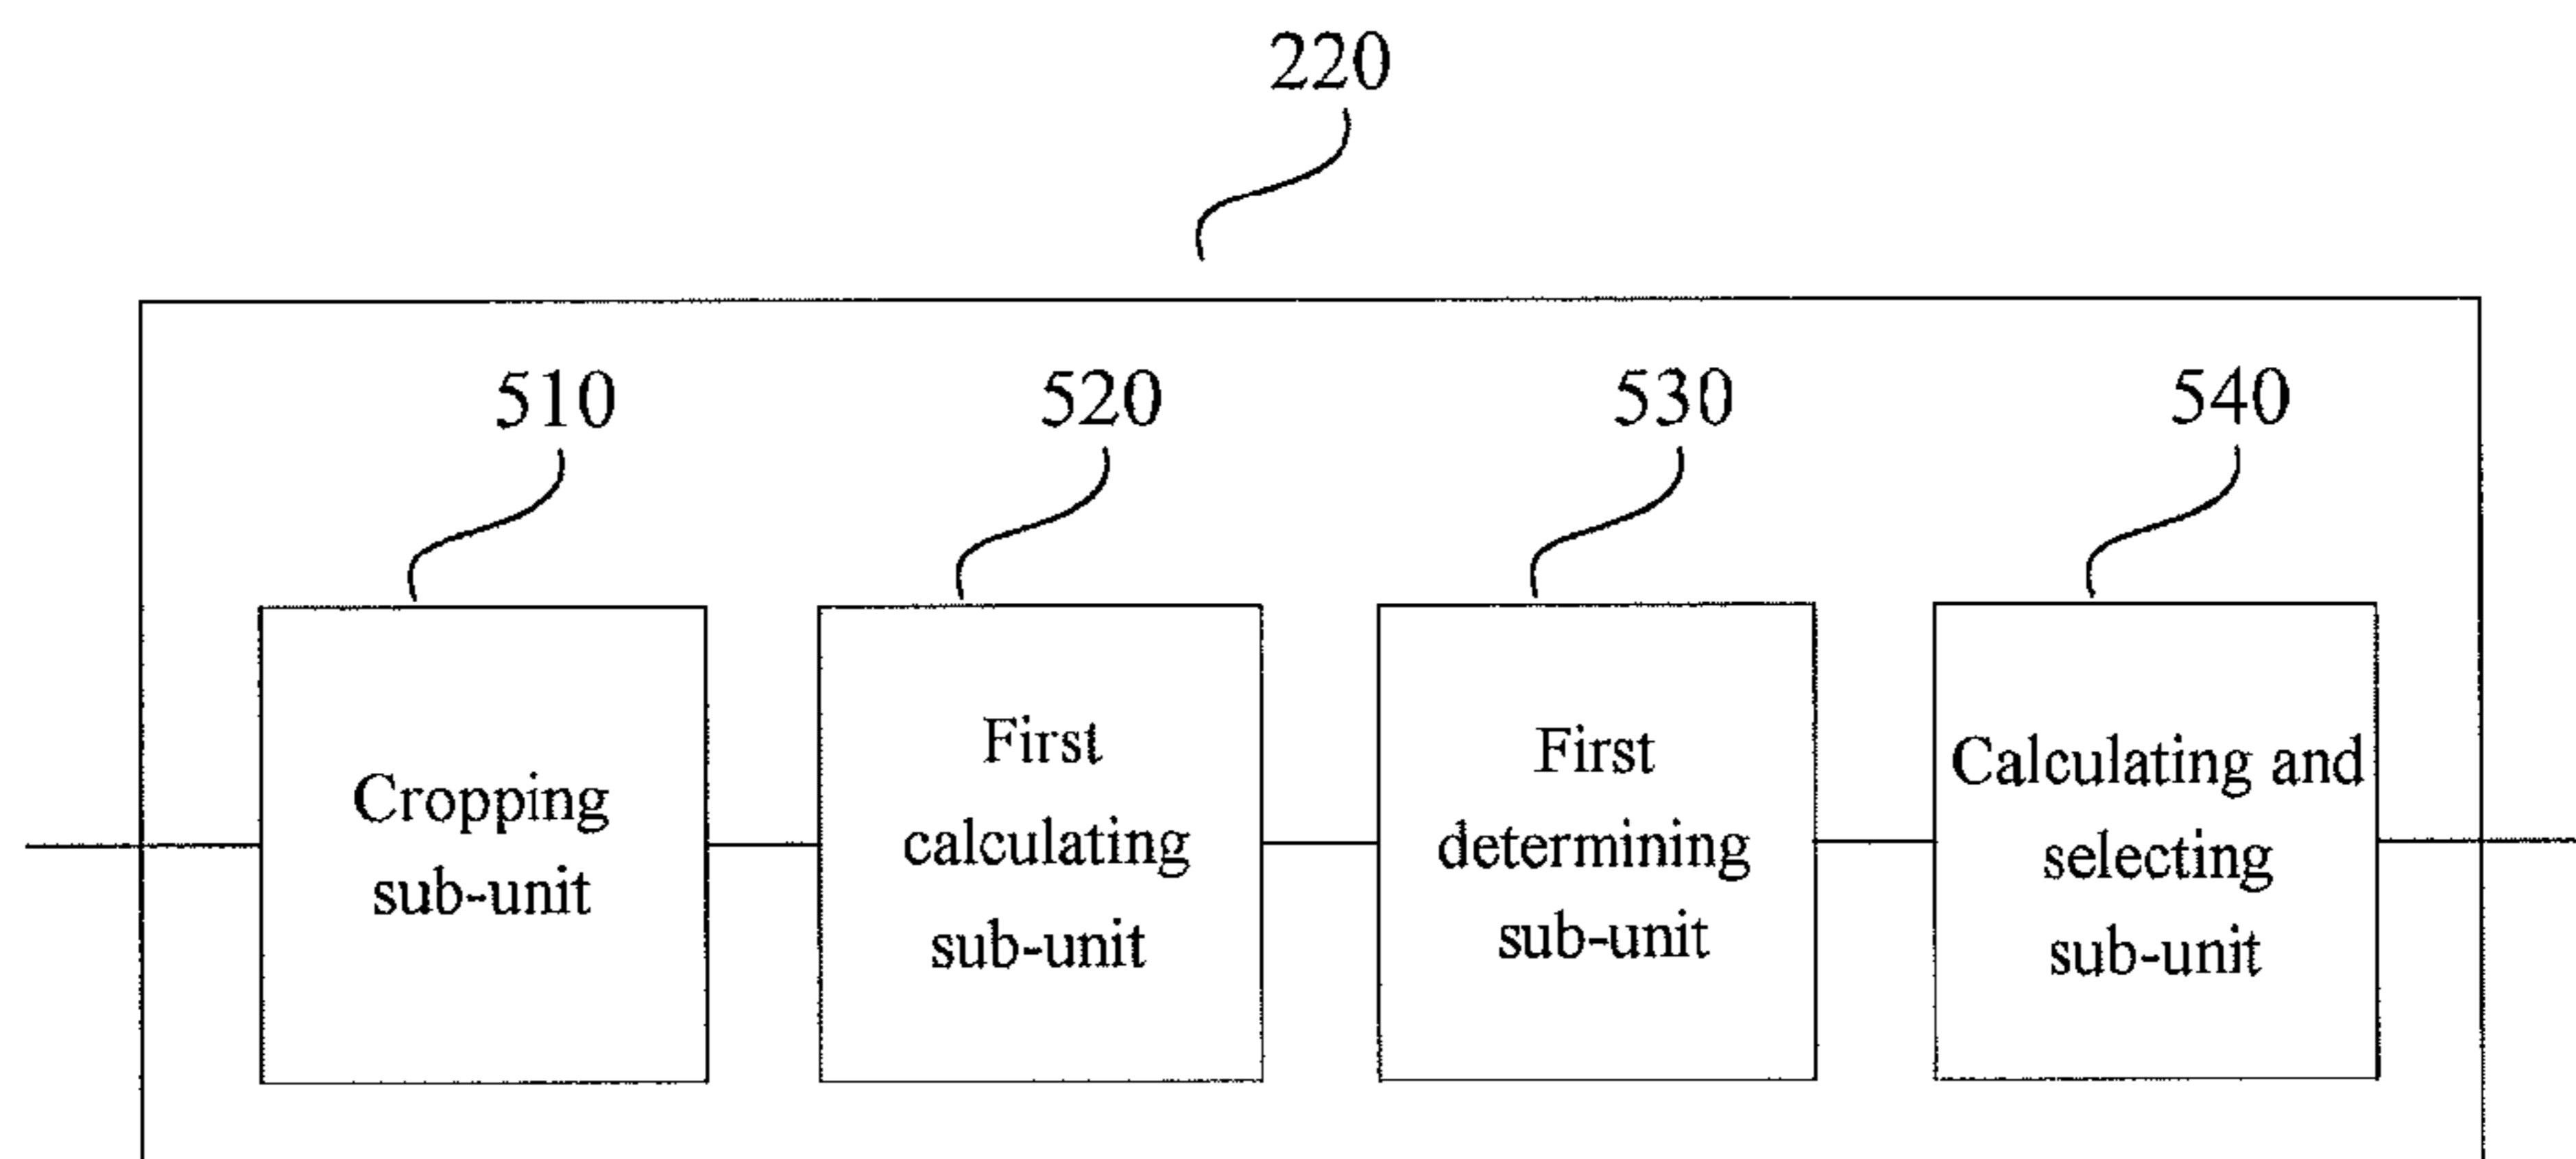 220
510
520
530
540
Cropping
sub-unit
First
calculating
sub-unit
First
determining
sub-unit
Calculating and
selecting
sub-unit